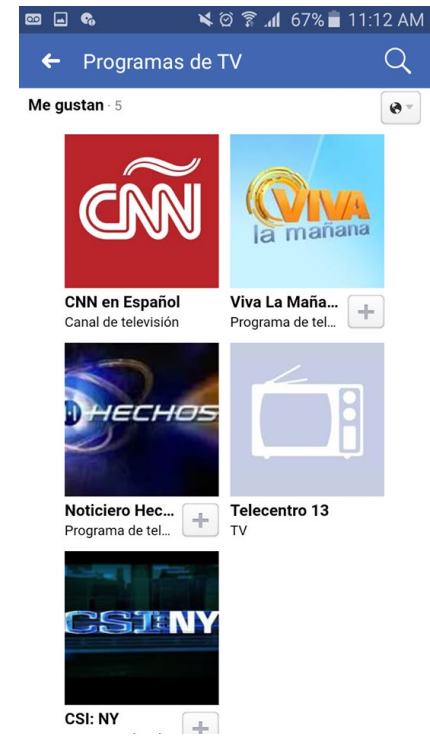 67% 11:12 AM
Programas de TV
Me gustan · 5
CNN
VIVA
la mañana
CNN en Español
Canal de televisión
Viva La Maña...
Programa de tel...
HECHOS
Noticiero Hec...
Programa de tel...
Telecentro 13
TV
CSI: NY
CSI: NY